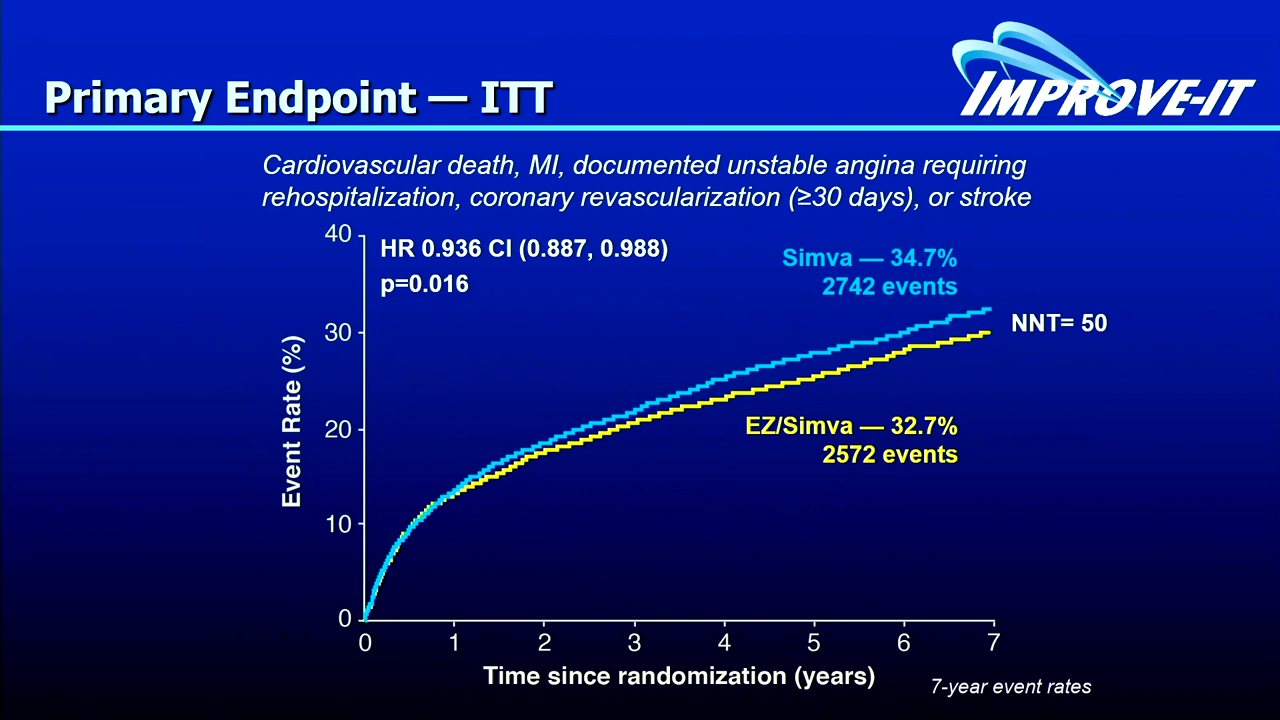 Primary Endpoint — ITT
IMPROVE-IT
Cardiovascular death, MI, documented unstable angina requiring
rehospitalization, coronary revascularization (≥30 days), or stroke
HR 0.936 CI (0.887, 0.988)
p=0.016
Simva — 34.7%
2742 events
NNT= 50
EZ/Simva — 32.7%
2572 events
Event Rate (%)
40
30
20
10
0
0 1 2 3 4 5 6 7
Time since randomization (years)
7-year event rates